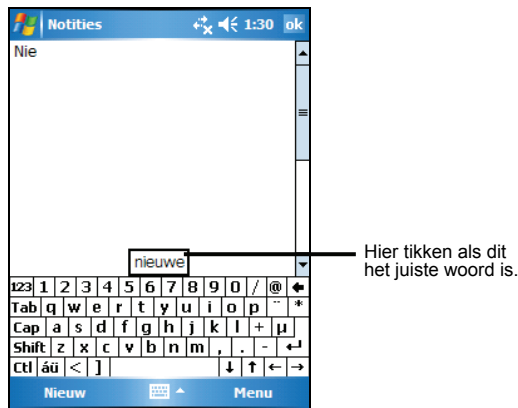 Notities 1:30 ok
Nie
nieuwe
Hier tikken als dit
het juiste woord is.
123 1 2 3 4 5 6 7 8 9 0 / @
Tab q w e r t y u i o p ¨ *
Cap a s d f g h j k l + µ
Shift z x c v b n m , . - ↵
Ctl áü < ] ↓ ↑ ← →
Nieuw Menu